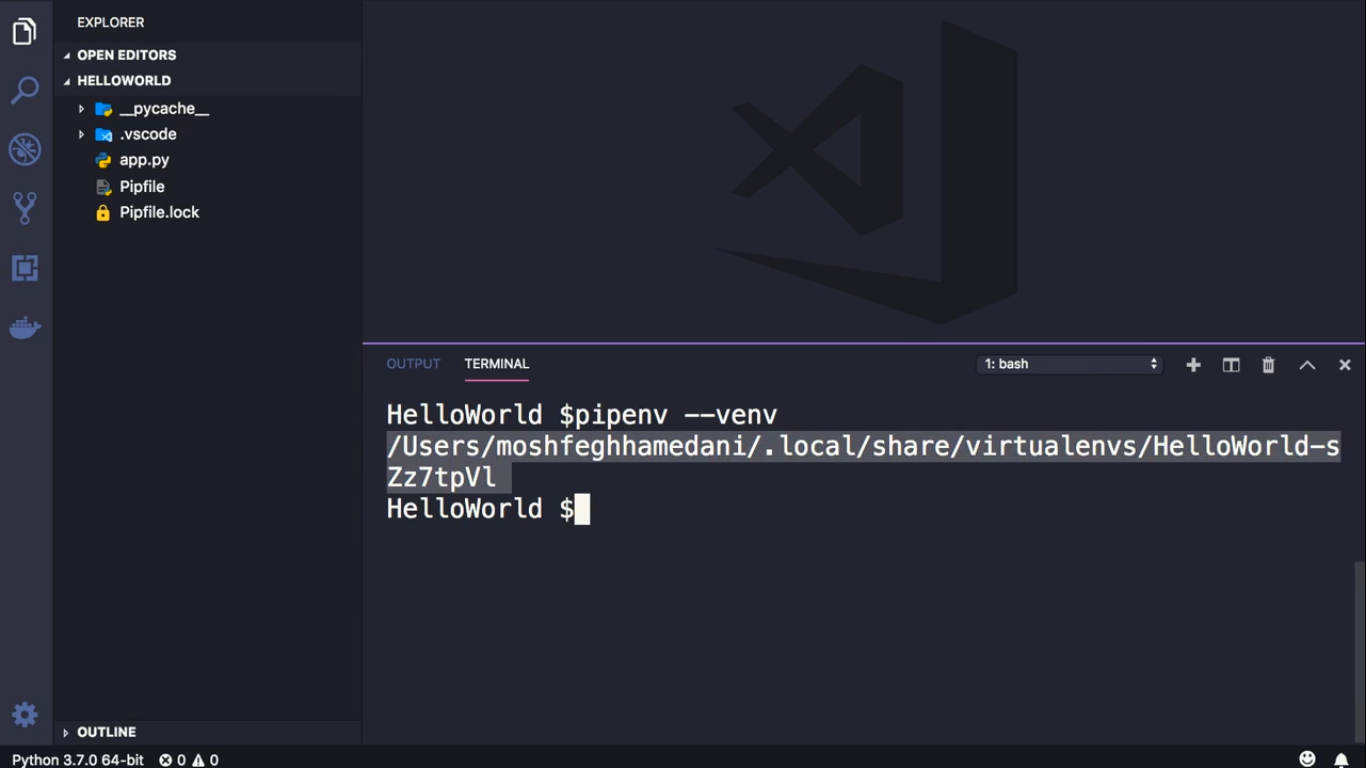 EXPLORER
OPEN EDITORS
HELLOWORLD
__pycache__
.vscode
app.py
Pipfile
Pipfile.lock
OUTPUT TERMINAL 1: bash
HelloWorld $pipenv --venv
/Users/moshfeghhamedani/.local/share/virtualenvs/HelloWorld-s
Zz7tpVl
HelloWorld $
OUTLINE
Python 3.7.0 64-bit 0 0